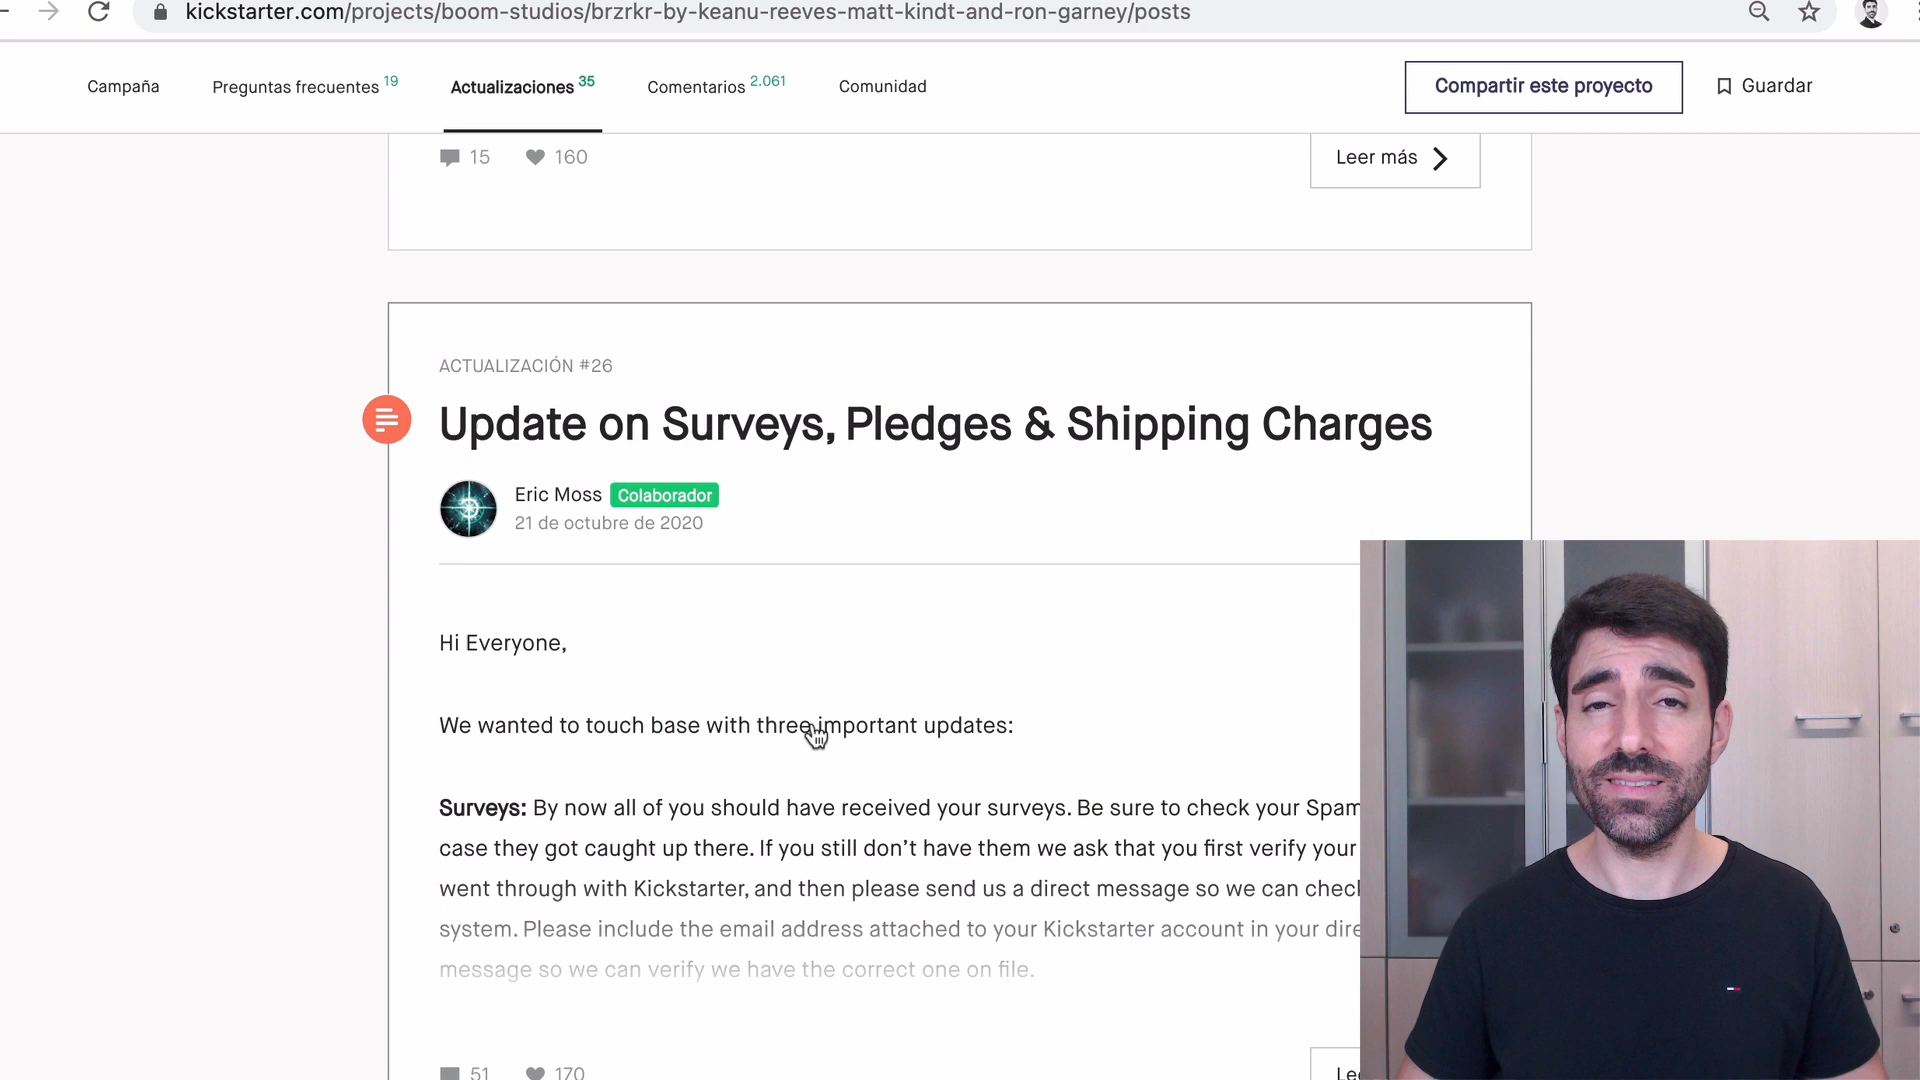 kickstarter.com/projects/boom-studios/brzrkr-by-keanu-reeves-matt-kindt-and-ron-garney/posts
Campaña Preguntas frecuentes 19 Actualizaciones 35 Comentarios 2.061 Comunidad Compartir este proyecto Guardar
15 160 Leer más
ACTUALIZACIÓN #26
Update on Surveys, Pledges & Shipping Charges
Eric Moss Colaborador
21 de octubre de 2020
Hi Everyone,
We wanted to touch base with three important updates:
Surveys: By now all of you should have received your surveys. Be sure to check your Spam
case they got caught up there. If you still don't have them we ask that you first verify your
went through with Kickstarter, and then please send us a direct message so we can check
system. Please include the email address attached to your Kickstarter account in your dire
message so we can verify we have the correct one on file.
51 170